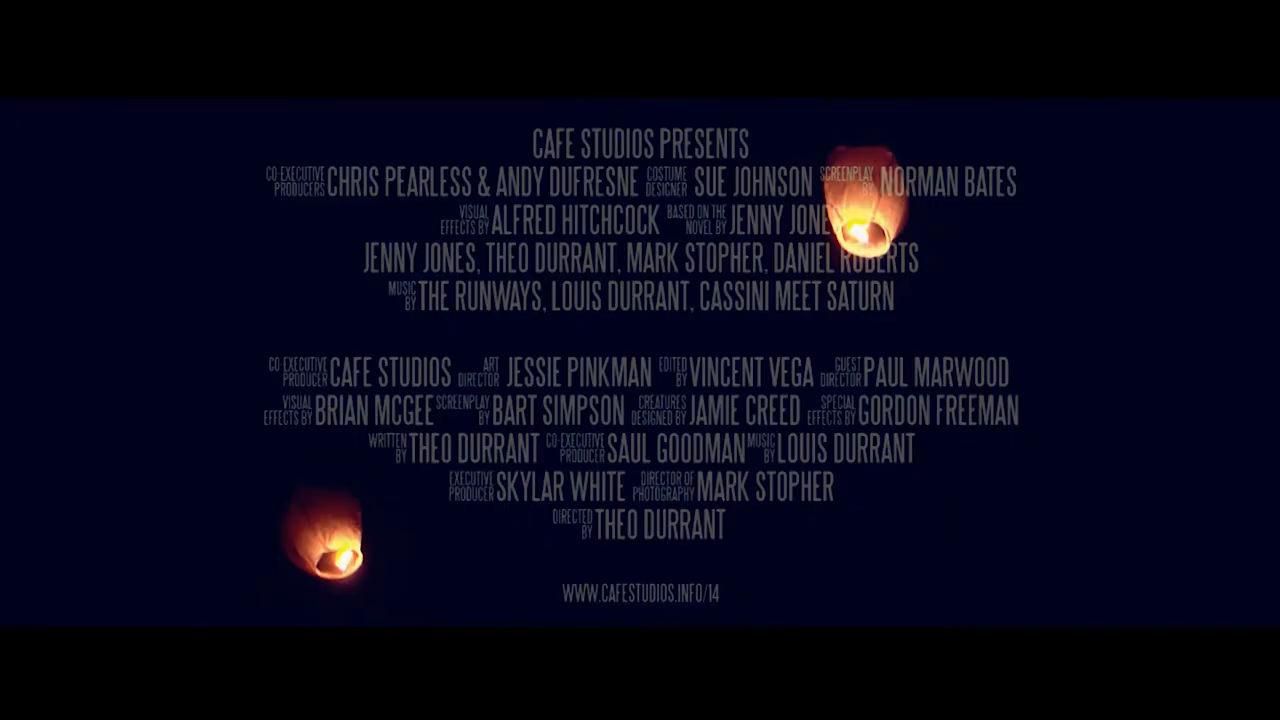 CAFE STUDIOS PRESENTS
CO-EXECUTIVE PRODUCERS CHRIS PEARLESS & ANDY DUFRESNE COSTUME DESIGNER SUE JOHNSON SCREENPLAY BY NORMAN BATES
VISUAL EFFECTS BY ALFRED HITCHCOCK BASED ON THE NOVEL BY JENNY JONE
JENNY JONES, THEO DURRANT, MARK STOPHER, DANIEL ROBERTS
MUSIC BY THE RUNWAYS, LOUIS DURRANT, CASSINI MEET SATURN
CO-EXECUTIVE PRODUCER CAFE STUDIOS ART DIRECTOR JESSIE PINKMAN EDITED BY VINCENT VEGA GUEST DIRECTOR PAUL MARWOOD
VISUAL EFFECTS BY BRIAN MCGEE SCREENPLAY BY BART SIMPSON CREATURES DESIGNED BY JAMIE CREED SPECIAL EFFECTS BY GORDON FREEMAN
WRITTEN BY THEO DURRANT CO-EXECUTIVE PRODUCER SAUL GOODMAN MUSIC BY LOUIS DURRANT
EXECUTIVE PRODUCER SKYLAR WHITE DIRECTOR OF PHOTOGRAPHY MARK STOPHER
DIRECTED BY THEO DURRANT
WWW.CAFESTUDIOS.INFO/14